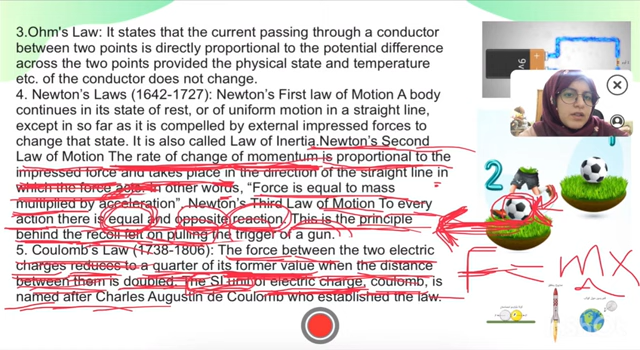 3.Ohm's Law: It states that the current passing through a conductor
between two points is directly proportional to the potential difference
across the two points provided the physical state and temperature
etc. of the conductor does not change.
4. Newton's Laws (1642-1727): Newton's First law of Motion A body
continues in its state of rest, or of uniform motion in a straight line,
except in so far as it is compelled by external impressed forces to
change that state. It is also called Law of Inertia.Newton's Second
Law of Motion The rate of change of momentum is proportional to the
impressed force and takes place in the direction of the straight line in
which the force acts. In other words, "Force is equal to mass
multiplied by acceleration". Newton's Third Law of Motion To every
action there is equal and opposite reaction. This is the principle
behind the recoil felt on pulling the trigger of a gun.
5. Coulomb's Law (1738-1806): The force between the two electric
charges reduces to a quarter of its former value when the distance
between them is doubled. The SI unit of electric charge, coulomb, is
named after Charles Augustin de Coulomb who established the law.
9v
2
1
F = m x